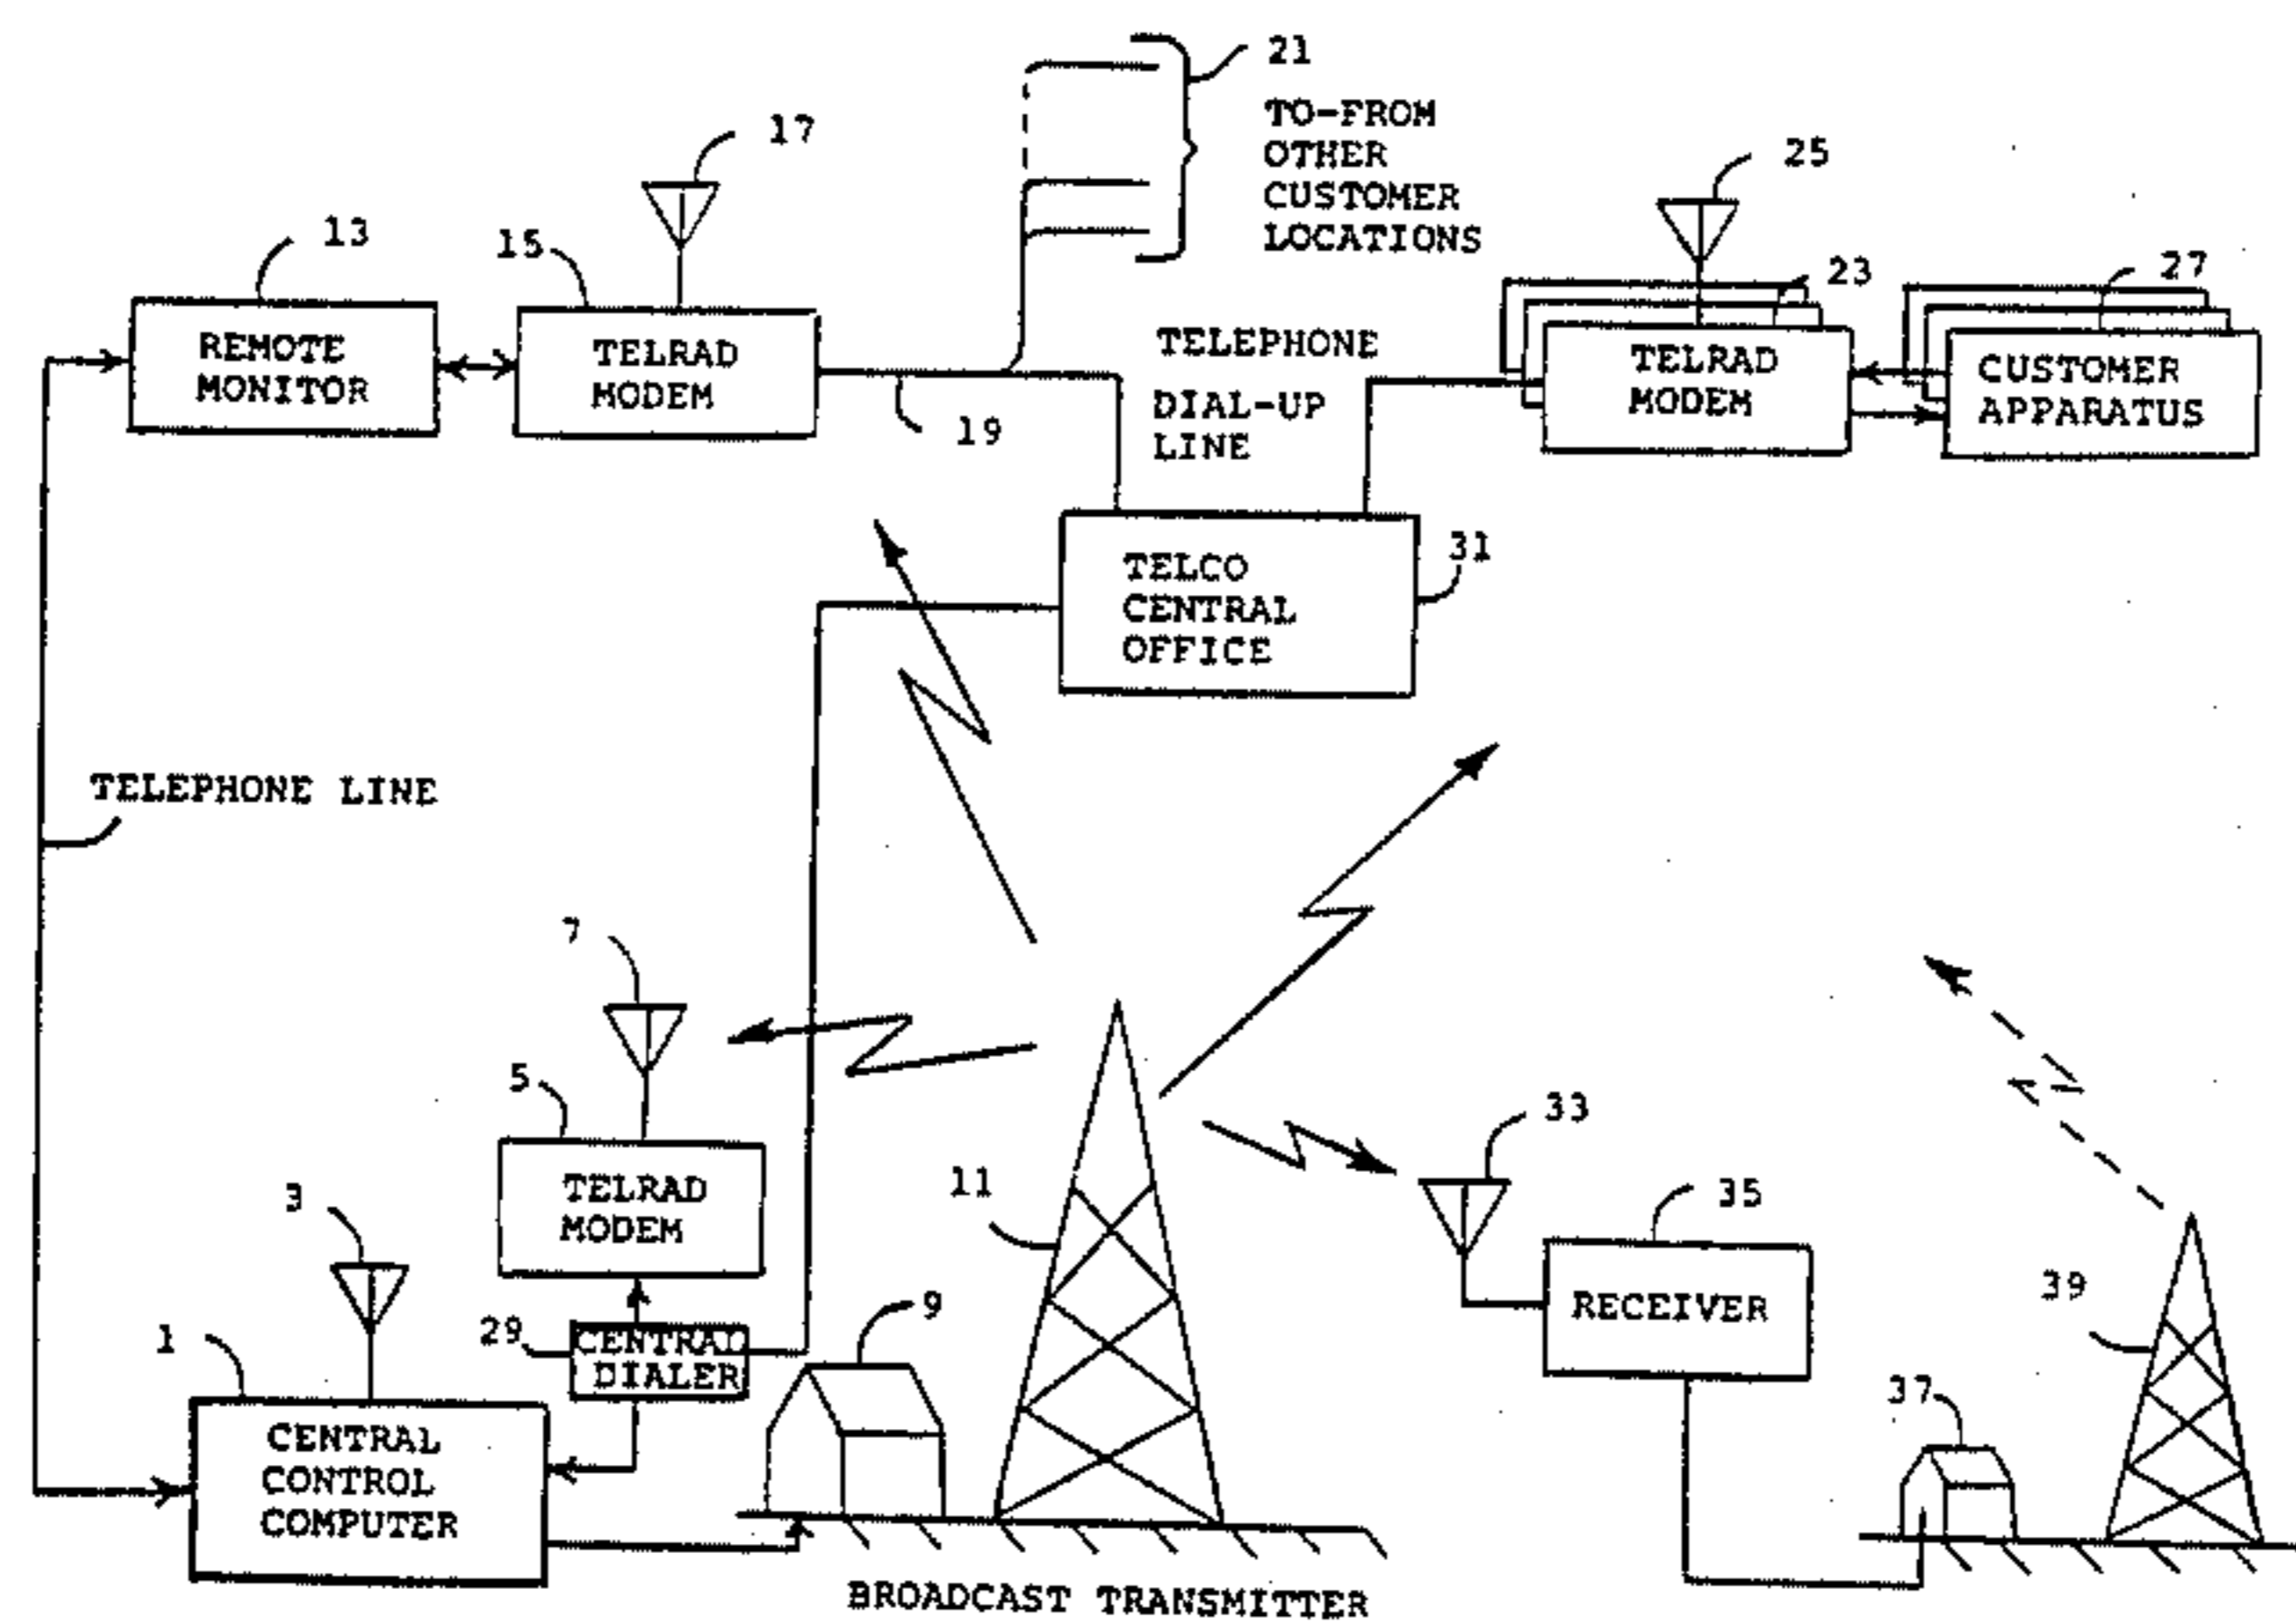 21
TO-FROM
OTHER
CUSTOMER
LOCATIONS
17
25
13
15
23
27
REMOTE
MONITOR
TELRAD
MODEM
TELEPHONE
DIAL-UP
LINE
19
TELRAD
MODEM
CUSTOMER
APPARATUS
31
TELCO
CENTRAL
OFFICE
TELEPHONE LINE
7
5
TELRAD
MODEM
3
11
33
35
RECEIVER
39
1
29
CENTRAL
DIALER
9
37
CENTRAL
CONTROL
COMPUTER
BROADCAST TRANSMITTER